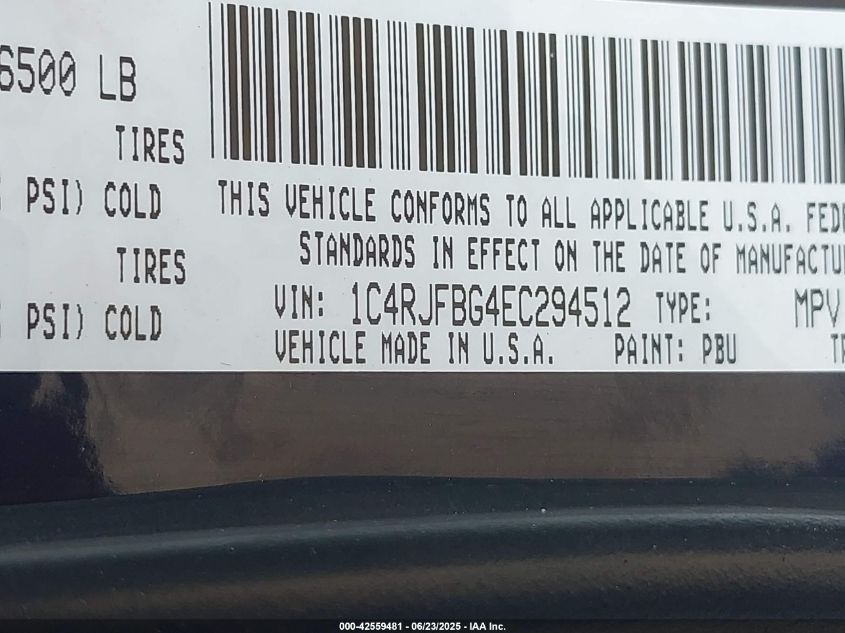 6500 LB
TIRES
PSI) COLD
THIS VEHICLE CONFORMS TO ALL APPLICABLE U.S.A.
TIRES
STANDARDS IN EFFECT ON THE DATE OF
PSI) COLD
VIN: 1C4RJFBG4EC294512 TYPE: MPV
VEHICLE MADE IN U.S.A. PAINT: PBU
000-42559481 - 06/23/2025 - IAA Inc.